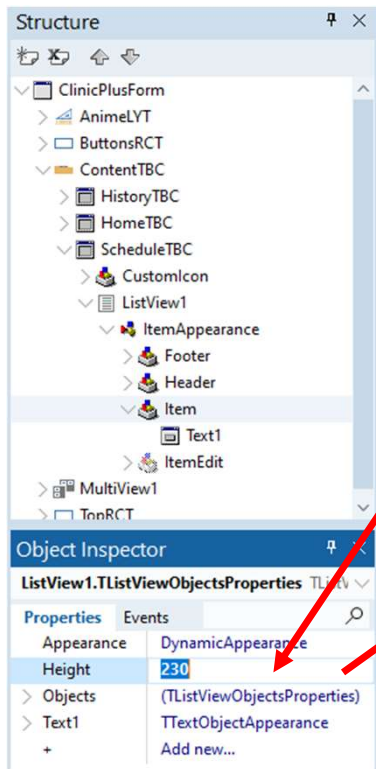 Structure
ClinicPlusForm
AnimeLYT
ButtonsRCT
ContentTBC
HistoryTBC
HomeTBC
ScheduleTBC
CustomIcon
ListView1
ItemAppearance
Footer
Header
Item
Text1
ItemEdit
MultiView1
TopRCT
Object Inspector
ListView1.TListViewObjectsProperties
Properties Events
Appearance DynamicAppearance
Height 230
Objects (TListViewObjectsProperties)
Text1 TTextObjectAppearance
+ Add new...